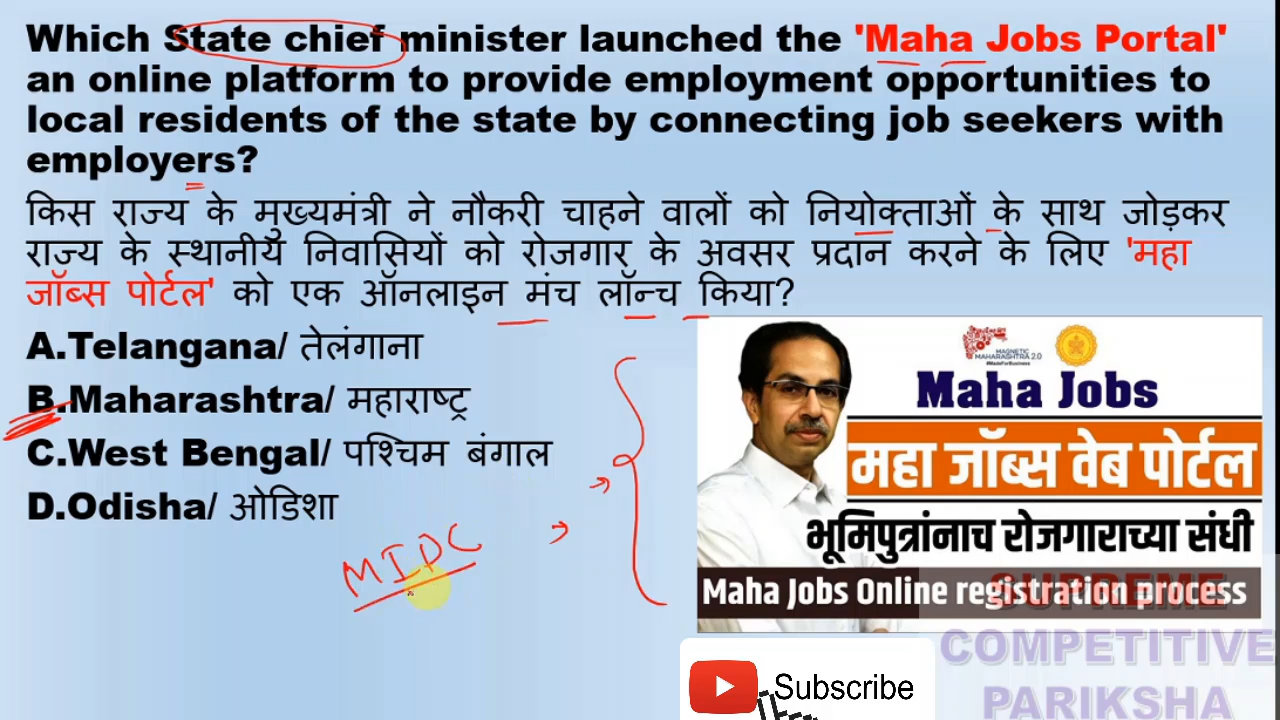 Which State chief minister launched the 'Maha Jobs Portal'
an online platform to provide employment opportunities to
local residents of the state by connecting job seekers with
employers?
किस राज्य के मुख्यमंत्री ने नौकरी चाहने वालों को नियोक्ताओं के साथ जोड़कर
राज्य के स्थानीय निवासियों को रोजगार के अवसर प्रदान करने के लिए 'महा
जॉब्स पोर्टल' को एक ऑनलाइन मंच लॉन्च किया?
A.Telangana/ तेलंगाना
B.Maharashtra/ महाराष्ट्र
C.West Bengal/ पश्चिम बंगाल
D.Odisha/ ओडिशा
MIDC
MAGNETIC
MAHARASHTRA 2.0
Maha Jobs
महा जॉब्स वेब पोर्टल
भूमिपुत्रांनाच रोजगाराच्या संधी
Maha Jobs Online registration process
SUPREME
COMPETITIVE
PARIKSHA
Subscribe